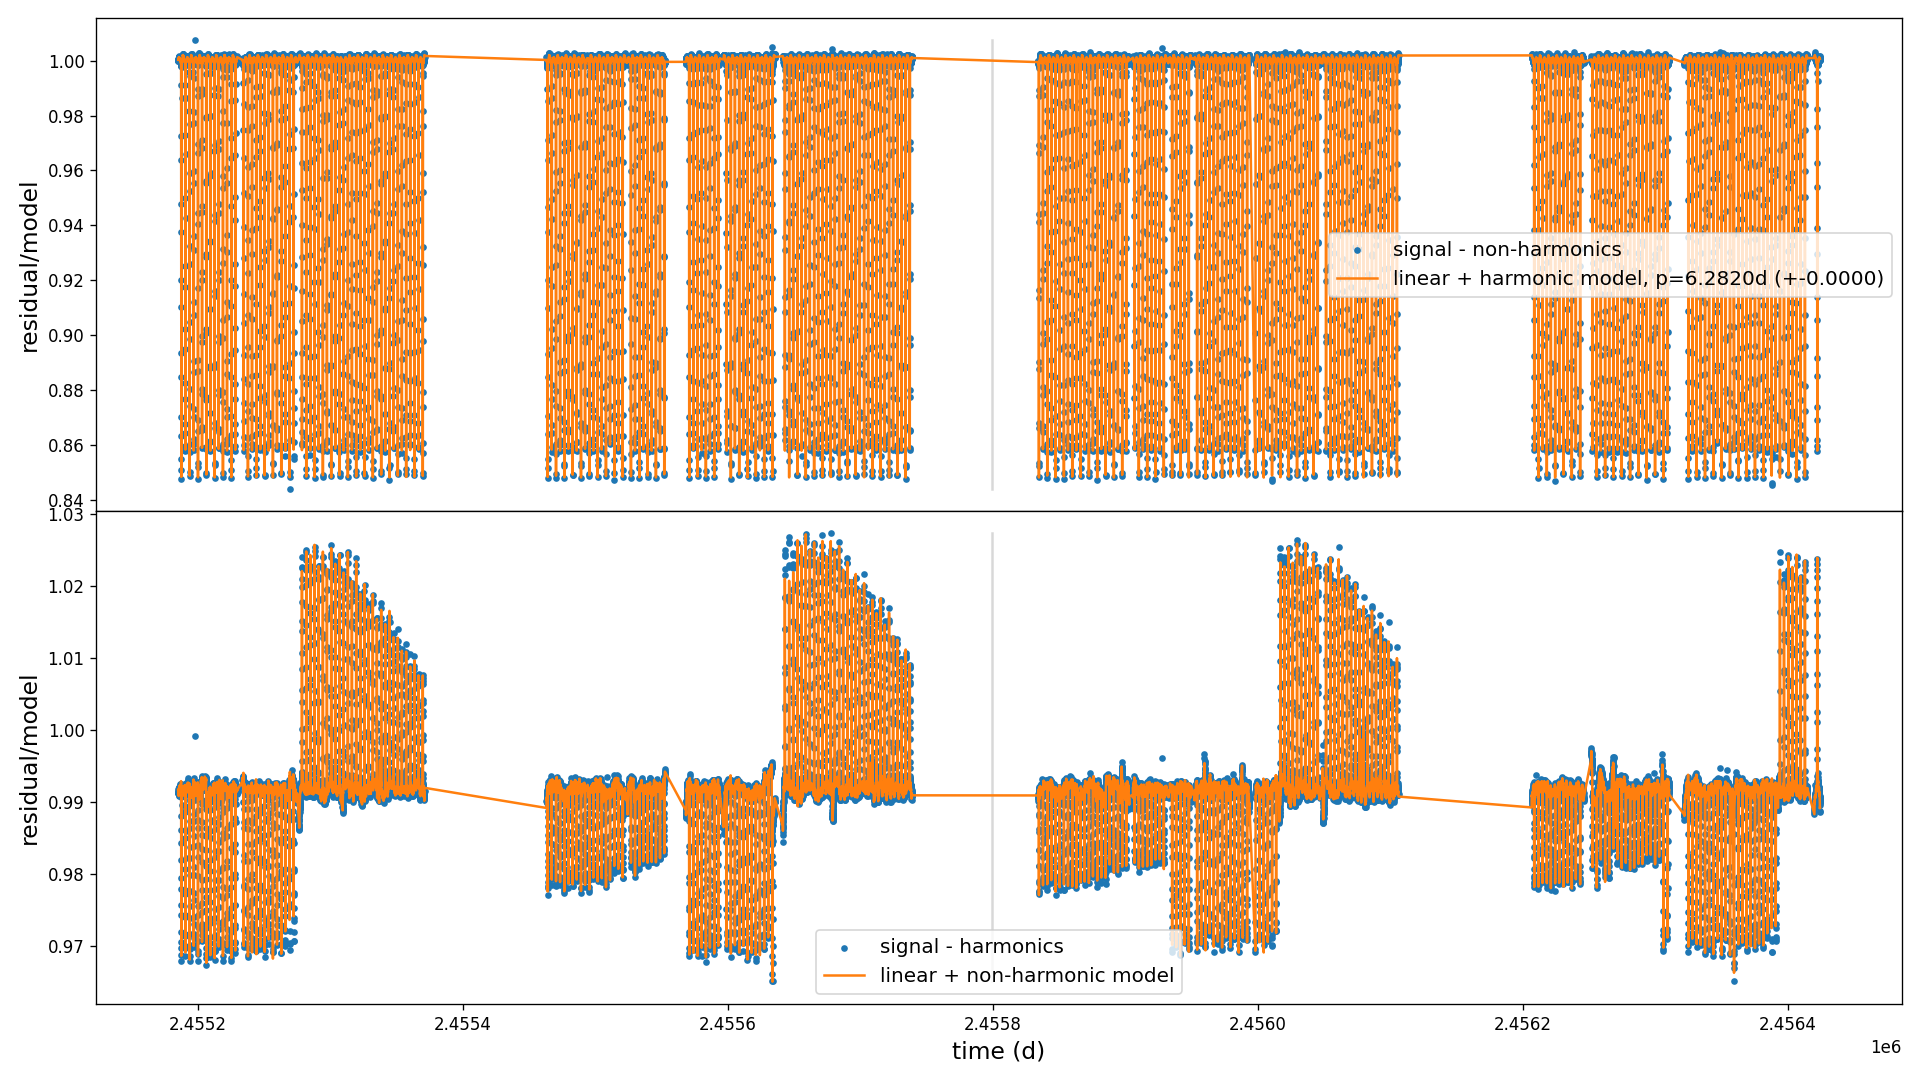 residual/model
1.00
0.98
0.96
0.94
0.92
0.90
0.88
0.86
0.84
signal - non-harmonics
linear + harmonic model, p=6.2820d (+-0.0000)
residual/model
1.03
1.02
1.01
1.00
0.99
0.98
0.97
signal - harmonics
linear + non-harmonic model
2.4552 2.4554 2.4556 2.4558 2.4560 2.4562 2.4564
1e6
time (d)